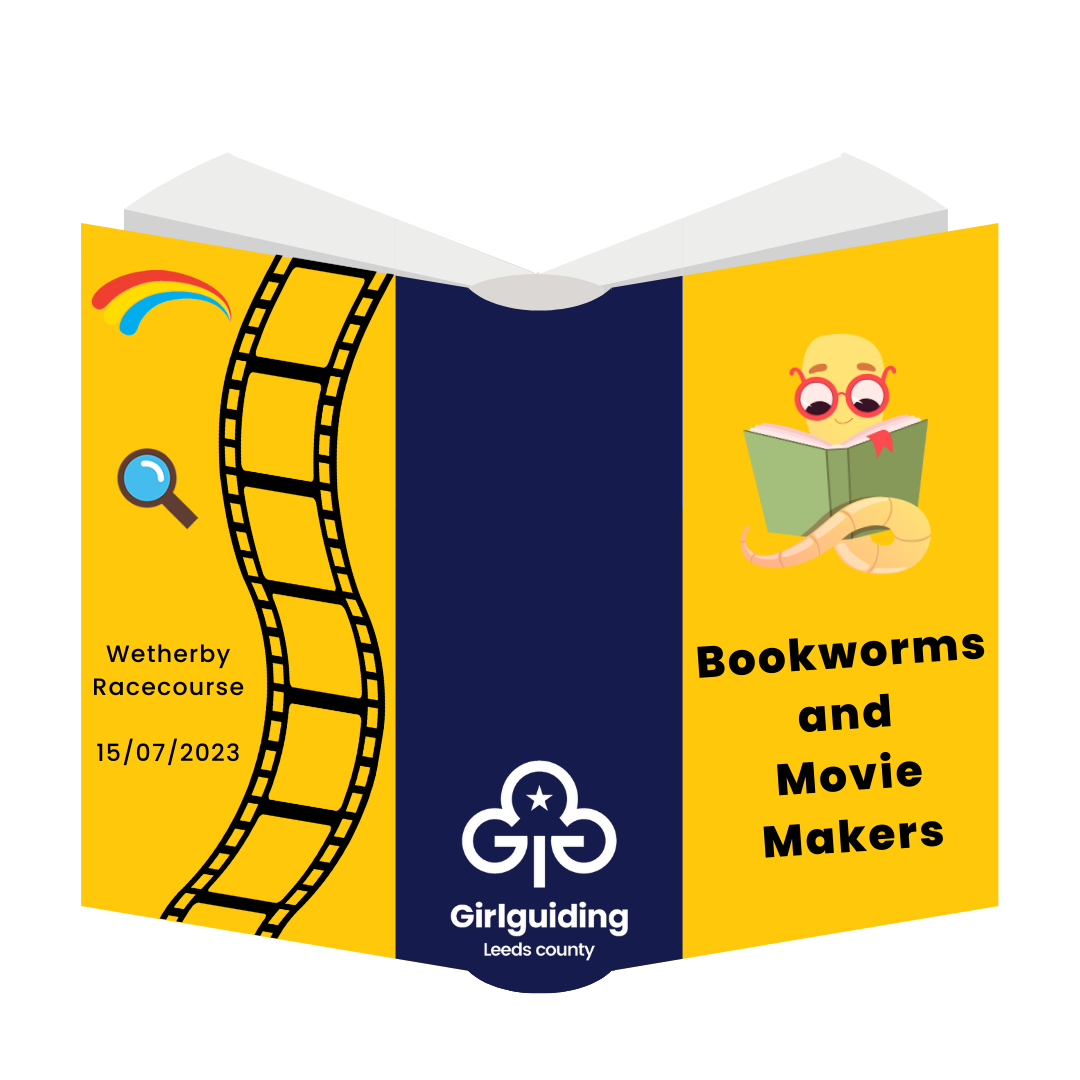 Wetherby
Racecourse
15/07/2023
Girlguiding
Leeds county
Bookworms
and
Movie
Makers